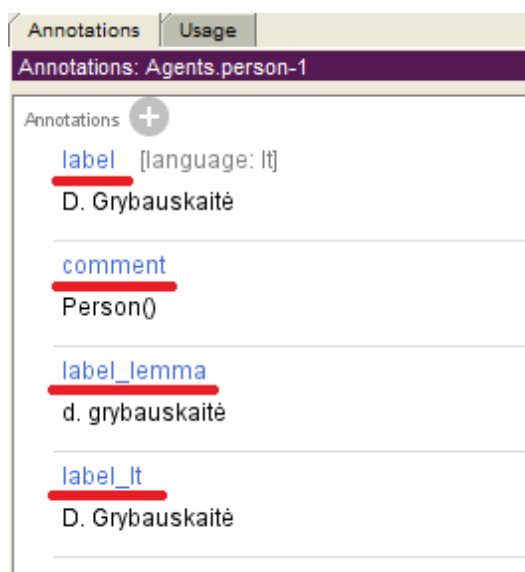 Annotations Usage
Annotations: Agents.person-1
Annotations
label [language: lt]
D. Grybauskaitė
comment
Person()
label_lemma
d. grybauskaitė
label_lt
D. Grybauskaitė